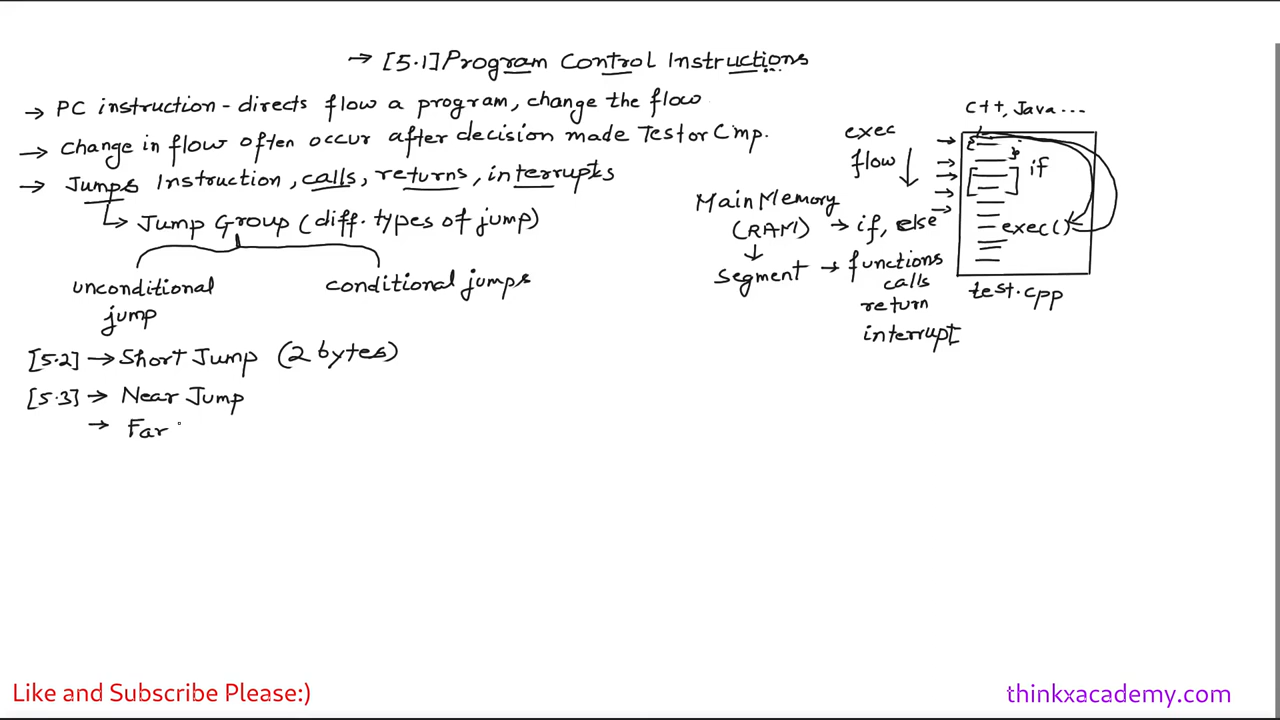 → [5.1] Program Control Instructions
→ PC instruction - directs flow a program, change the flow
→ Change in flow often occur after decision made Test or Cmp.
→ Jumps Instruction, calls, returns, interrupts
↳ Jump Group (diff. types of jump)
unconditional jump
conditional jumps
[5.2] → Short Jump (2 bytes)
[5.3] → Near Jump
→ Far
C++, Java ...
exec
flow
if
Main Memory
(RAM) → if, else
exec()
segment → functions
calls
return
interrupt
test.cpp
Like and Subscribe Please:)
thinkxacademy.com